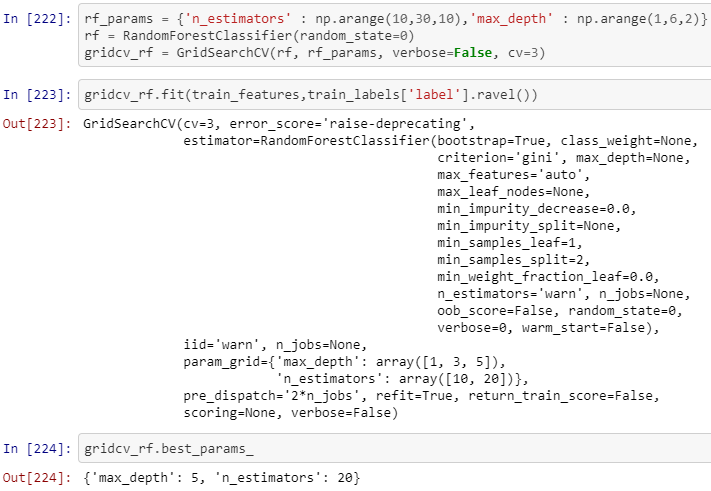 In [222]: rf_params = {'n_estimators' : np.arange(10,30,10),'max_depth' : np.arange(1,6,2)}
rf = RandomForestClassifier(random_state=0)
gridcv_rf = GridSearchCV(rf, rf_params, verbose=False, cv=3)
In [223]: gridcv_rf.fit(train_features,train_labels['label'].ravel())
Out[223]: GridSearchCV(cv=3, error_score='raise-deprecating',
estimator=RandomForestClassifier(bootstrap=True, class_weight=None,
criterion='gini', max_depth=None,
max_features='auto',
max_leaf_nodes=None,
min_impurity_decrease=0.0,
min_impurity_split=None,
min_samples_leaf=1,
min_samples_split=2,
min_weight_fraction_leaf=0.0,
n_estimators='warn', n_jobs=None,
oob_score=False, random_state=0,
verbose=0, warm_start=False),
iid='warn', n_jobs=None,
param_grid={'max_depth': array([1, 3, 5]),
'n_estimators': array([10, 20])},
pre_dispatch='2*n_jobs', refit=True, return_train_score=False,
scoring=None, verbose=False)
In [224]: gridcv_rf.best_params_
Out[224]: {'max_depth': 5, 'n_estimators': 20}